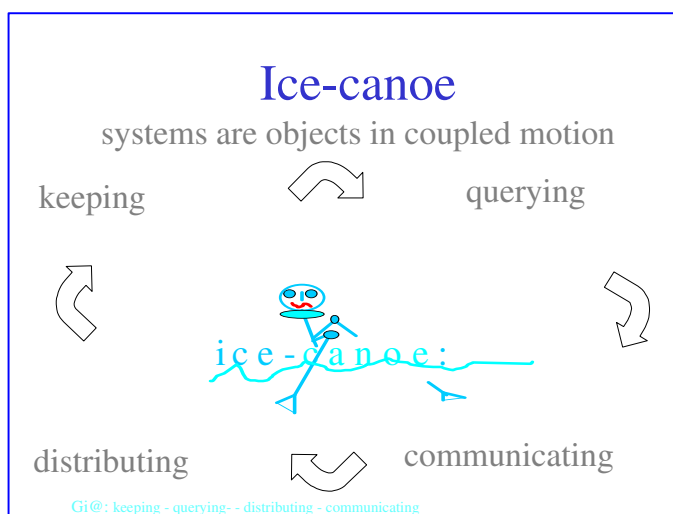 Ice-canoe
systems are objects in coupled motion
keeping
querying
ice-canoe:
distributing
communicating
Gi@: keeping - querying- - distributing - communicating